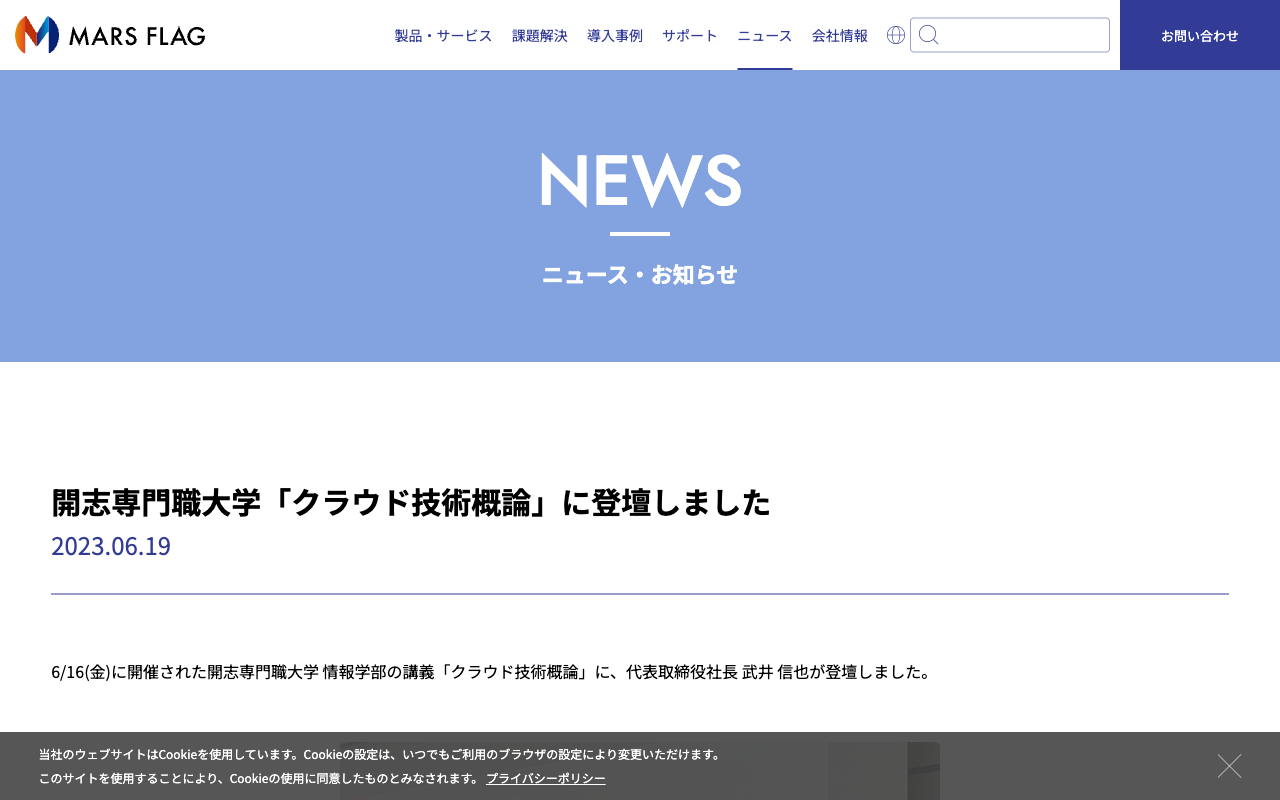 MARS FLAG
製品・サービス 課題解決 導入事例 サポート ニュース 会社情報 お問い合わせ
NEWS
ニュース・お知らせ
開志専門職大学「クラウド技術概論」に登壇しました
2023.06.19
6/16(金)に開催された開志専門職大学 情報学部の講義「クラウド技術概論」に、代表取締役社長 武井 信也が登壇しました。
当社のウェブサイトはCookieを使用しています。Cookieの設定は、いつでもご利用のブラウザの設定により変更いただけます。
このサイトを使用することにより、Cookieの使用に同意したものとみなされます。 プライバシーポリシー